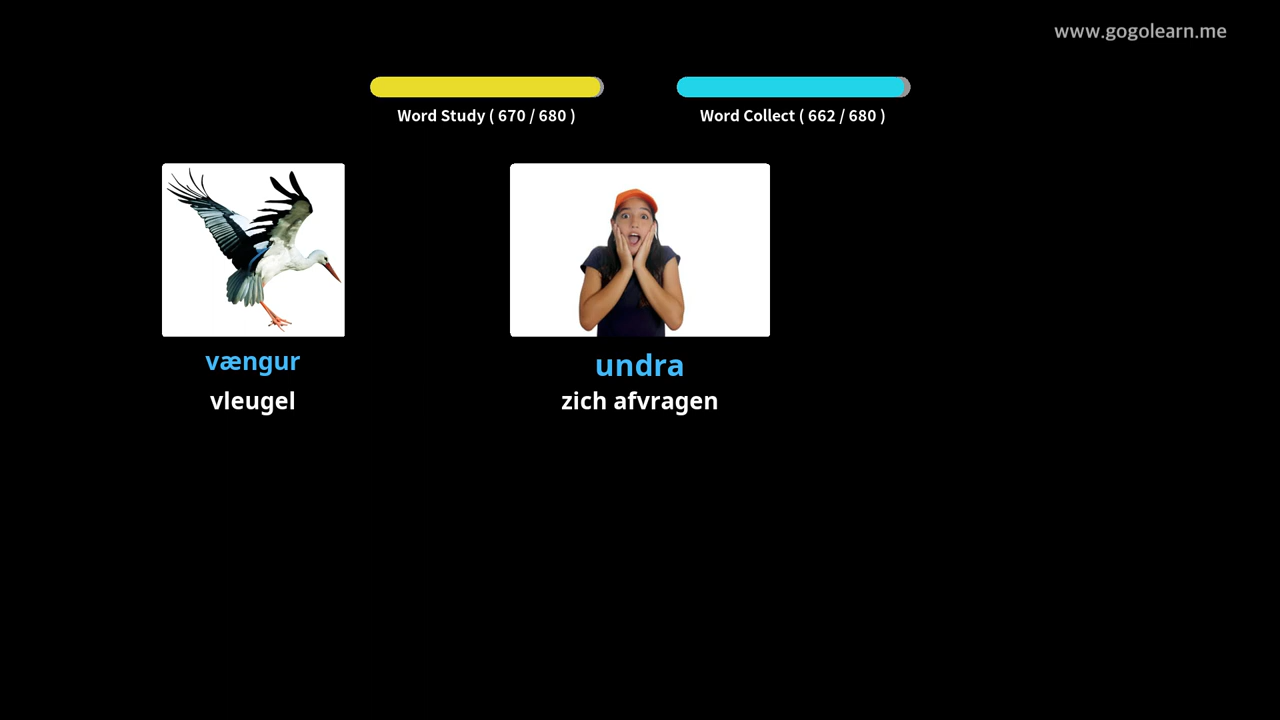 www.gogolearn.me
Word Study ( 670 / 680 )
Word Collect ( 662 / 680 )
vængur
vleugel
undra
zich afvragen